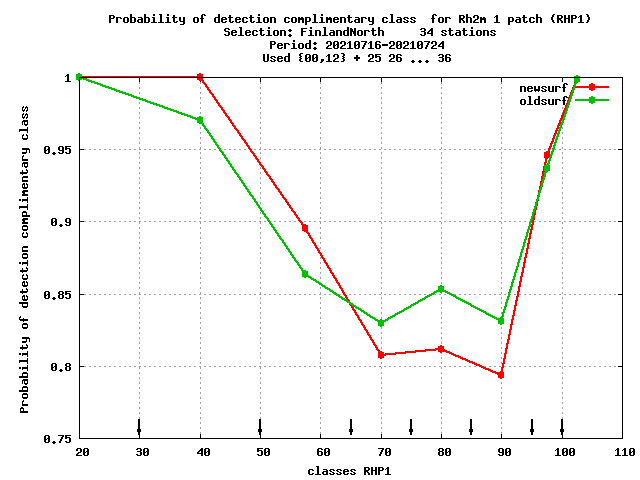 Probability of detection complimentary class  for Rh2m 1 patch (RHP1)
Selection: FinlandNorth     34 stations
Period: 20210716-20210724
Used {00,12} + 25 26 ... 36
newsurf
oldsurf
Probability of detection complimentary class
1
0.95
0.9
0.85
0.8
0.75
20 30 40 50 60 70 80 90 100 110
classes RHP1